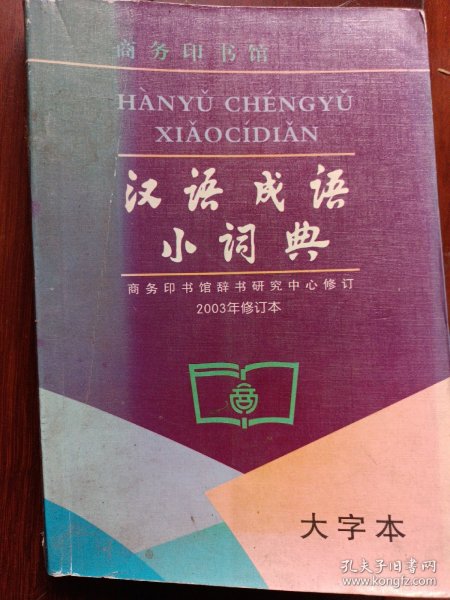 商务印书馆
HÀNYǓ CHÉNGYǓ
XIǍOCÍDIǍN
汉语成语
小词典
商务印书馆辞书研究中心修订
2003年修订本
商
大字本
孔夫子旧书网
www.kongfz.com